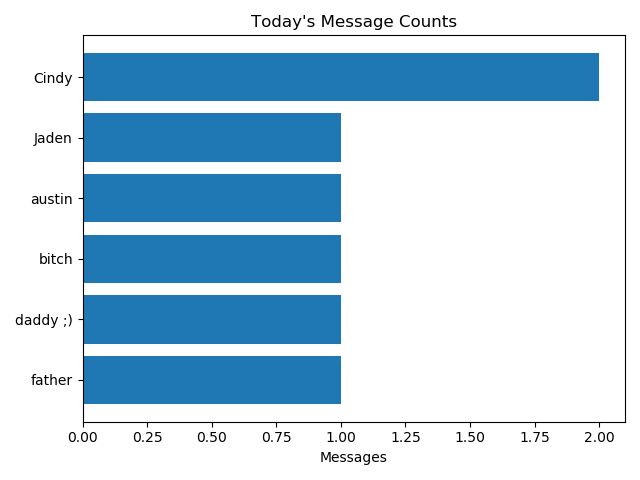 Today's Message Counts
Cindy
Jaden
austin
bitch
daddy ;)
father
0.00 0.25 0.50 0.75 1.00 1.25 1.50 1.75 2.00
Messages